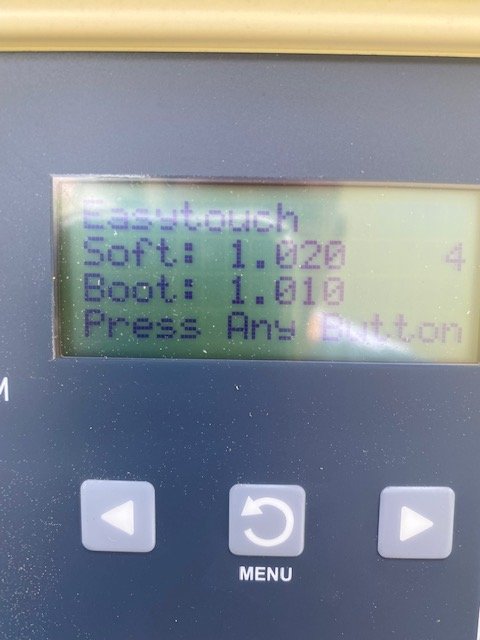 Easytouch
Soft: 1.020 4
Boot: 1.010
Press Any Button
M
MENU